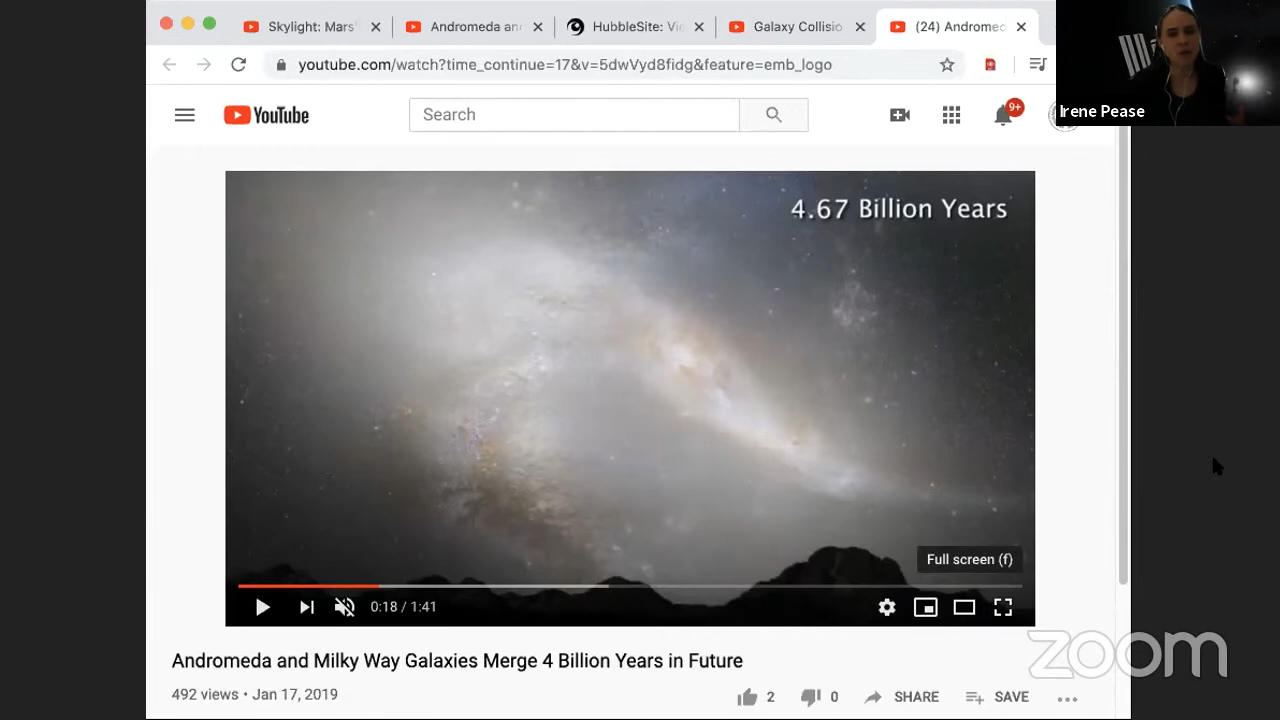 Skylight: Mars'
Andromeda an
HubbleSite: Vi
Galaxy Collisio
(24) Androme
youtube.com/watch?time_continue=17&v=5dwVyd8fidg&feature=emb_logo
Irene Pease
YouTube
Search
9+
4.67 Billion Years
Full screen (f)
0:18 / 1:41
Andromeda and Milky Way Galaxies Merge 4 Billion Years in Future
492 views • Jan 17, 2019
2
0
SHARE
SAVE
zoom